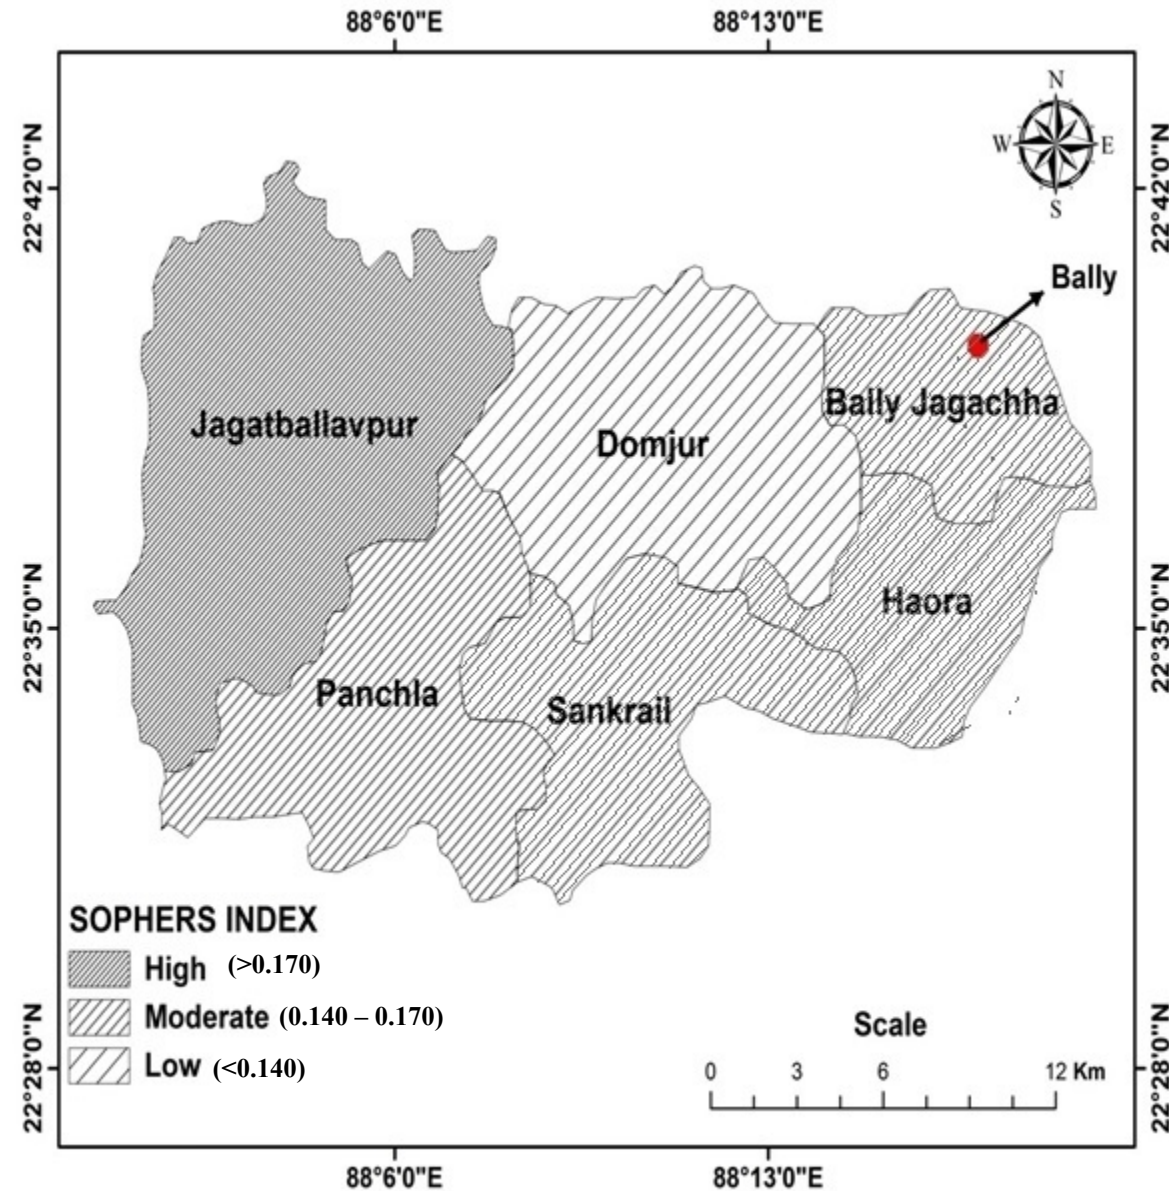 88°6'0"E 88°13'0"E
N
W E
S
22°42'0"N 22°42'0"N
Bally
Jagatballavpur
Domjur
Bally Jagachha
22°35'0"N 22°35'0"N
Haora
Panchla
Sankrail
SOPHERS INDEX
High (>0.170)
Moderate (0.140 – 0.170)
Low (<0.140)
Scale
0 3 6 12 Km
22°28'0"N 22°28'0"N
88°6'0"E 88°13'0"E